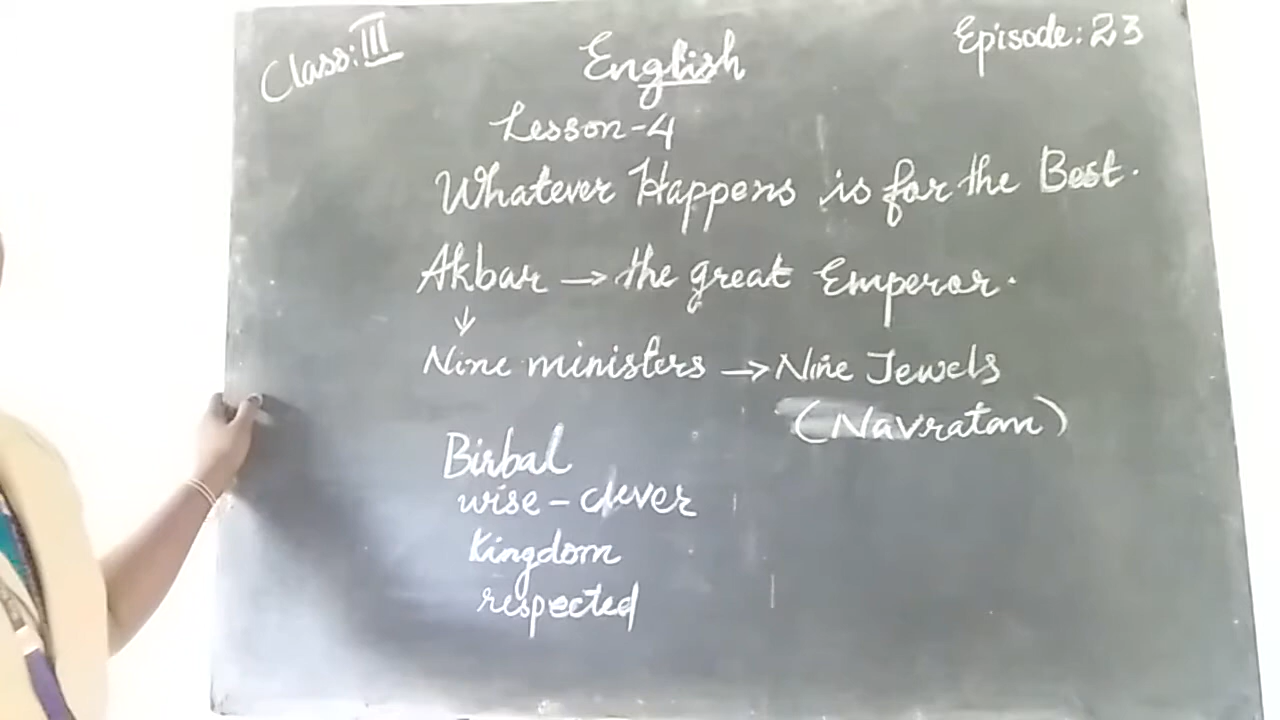 Class: III
English
Episode: 23
Lesson-4
Whatever Happens is for the Best.
Akbar → the great Emperor.
↓
Nine ministers → Nine Jewels
(Navratan)
Birbal
wise - clever
Kingdom
respected